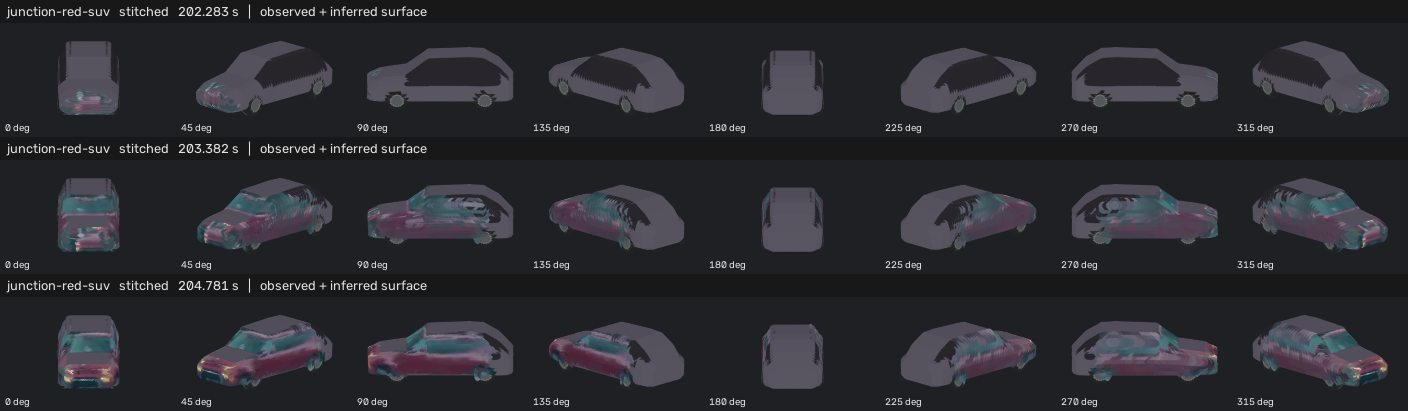 junction-red-suv stitched 202.283 s | observed + inferred surface
0 deg 45 deg 90 deg 135 deg 180 deg 225 deg 270 deg 315 deg
junction-red-suv stitched 203.382 s | observed + inferred surface
0 deg 45 deg 90 deg 135 deg 180 deg 225 deg 270 deg 315 deg
junction-red-suv stitched 204.781 s | observed + inferred surface
0 deg 45 deg 90 deg 135 deg 180 deg 225 deg 270 deg 315 deg